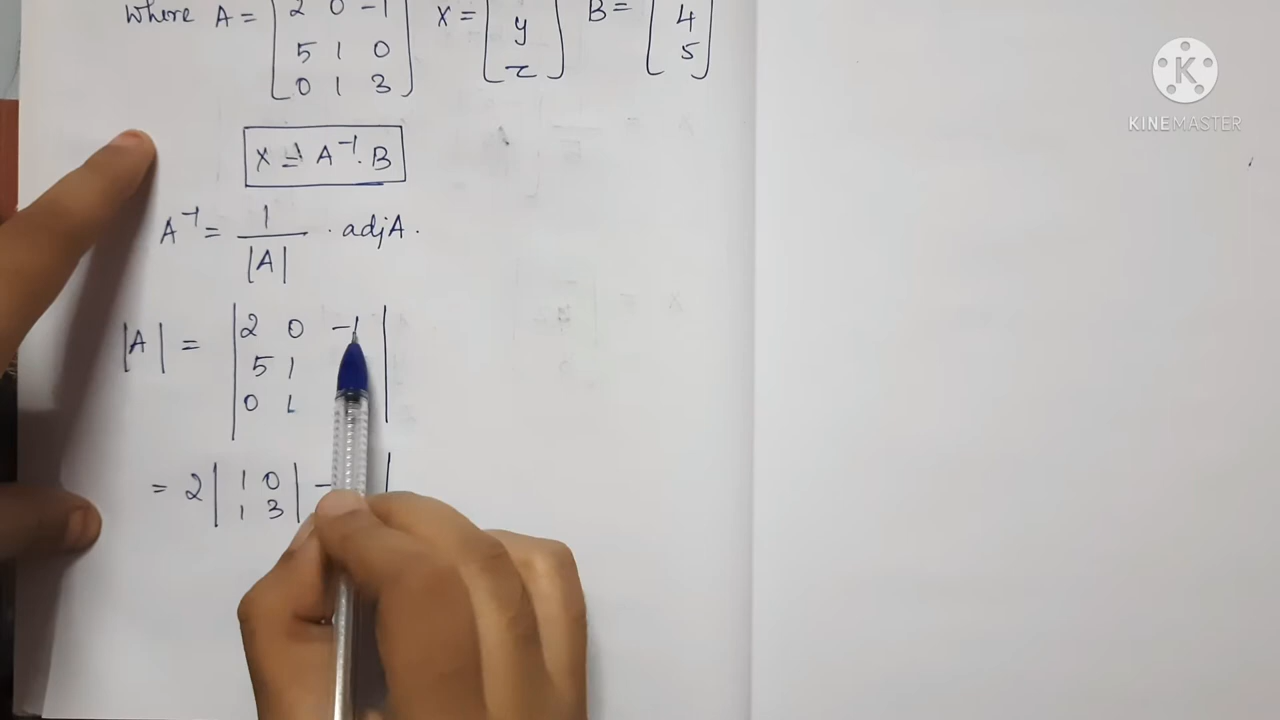 Where A = [2 0 -1 X = [y B = [4
5 1 0 z] 5]
0 1 3]
X = A⁻¹. B
A⁻¹ = 1/|A| . adjA.
|A| = |2 0 -1|
5 1
0 1
= 2|1 0| -
1 3
KINEMASTER